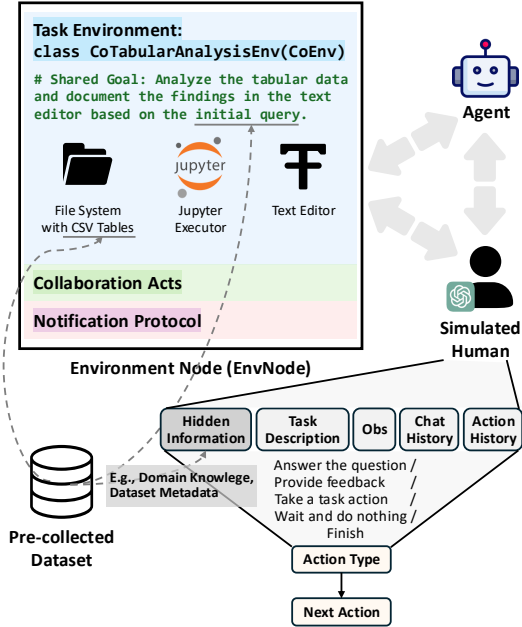 Task Environment:
class CoTabularAnalysisEnv(CoEnv)
# Shared Goal: Analyze the tabular data
and document the findings in the text
editor based on the initial query.
jupyter
File System
with CSV Tables
Jupyter
Executor
Text Editor
Collaboration Acts
Notification Protocol
Environment Node (EnvNode)
Agent
Simulated
Human
Hidden
Information
Task
Description
Obs
Chat
History
Action
History
E.g., Domain Knowlege,
Dataset Metadata
Pre-collected
Dataset
Answer the question /
Provide feedback /
Take a task action /
Wait and do nothing /
Finish
Action Type
Next Action